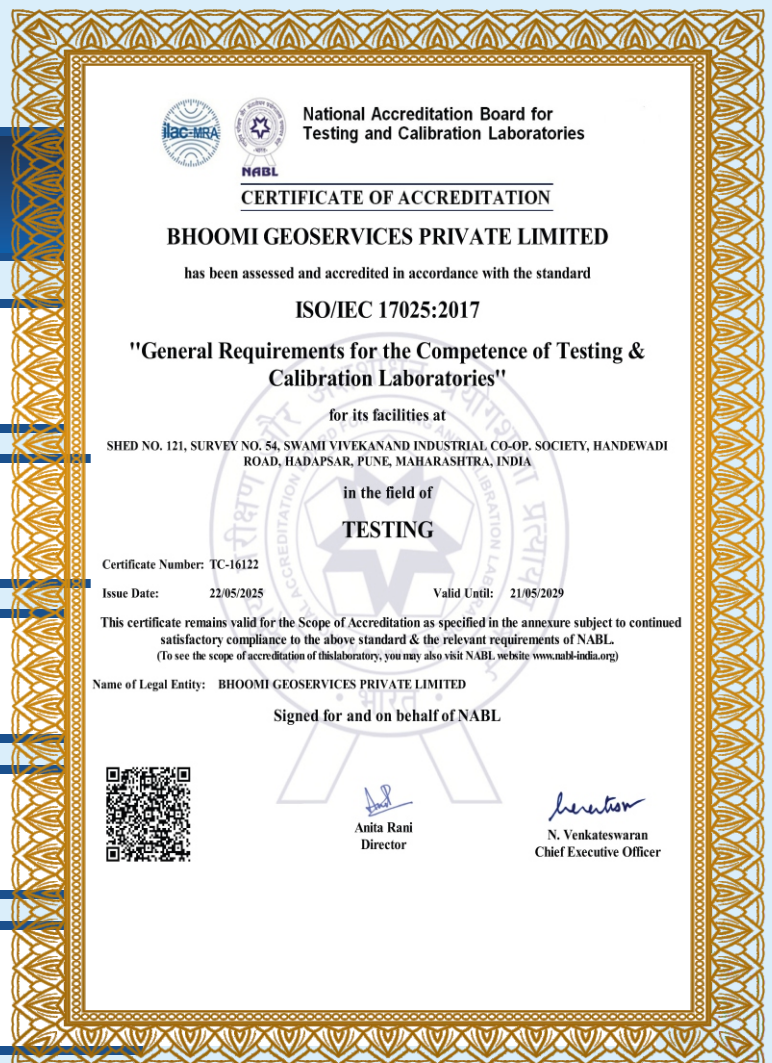 ilac-MRA
NABL
National Accreditation Board for
Testing and Calibration Laboratories
CERTIFICATE OF ACCREDITATION
BHOOMI GEOSERVICES PRIVATE LIMITED
has been assessed and accredited in accordance with the standard
ISO/IEC 17025:2017
"General Requirements for the Competence of Testing &
Calibration Laboratories"
for its facilities at
SHED NO. 121, SURVEY NO. 54, SWAMI VIVEKANAND INDUSTRIAL CO-OP. SOCIETY, HANDEWADI
ROAD, HADAPSAR, PUNE, MAHARASHTRA, INDIA
in the field of
TESTING
Certificate Number: TC-16122
Issue Date: 22/05/2025 Valid Until: 21/05/2029
This certificate remains valid for the Scope of Accreditation as specified in the annexure subject to continued
satisfactory compliance to the above standard & the relevant requirements of NABL.
(To see the scope of accreditation of thislaboratory, you may also visit NABL website www.nabl-india.org)
Name of Legal Entity: BHOOMI GEOSERVICES PRIVATE LIMITED
भारत
Signed for and on behalf of NABL
Anita Rani
Director
N. Venkateswaran
Chief Executive Officer